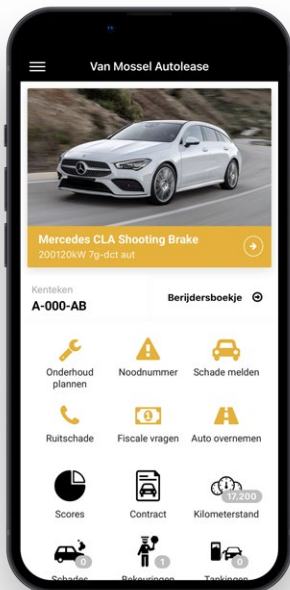 Van Mossel Autolease
Mercedes CLA Shooting Brake
200120kW 7g-dct aut
Kenteken
A-000-AB
Berijdersboekje
Onderhoud
plannen
Noodnummer
Schade melden
Ruitschade
Fiscale vragen
Auto overnemen
Scores
Contract
17,200
Kilometerstand
0
1
0
Schades
Bekeuringen
Tankingen